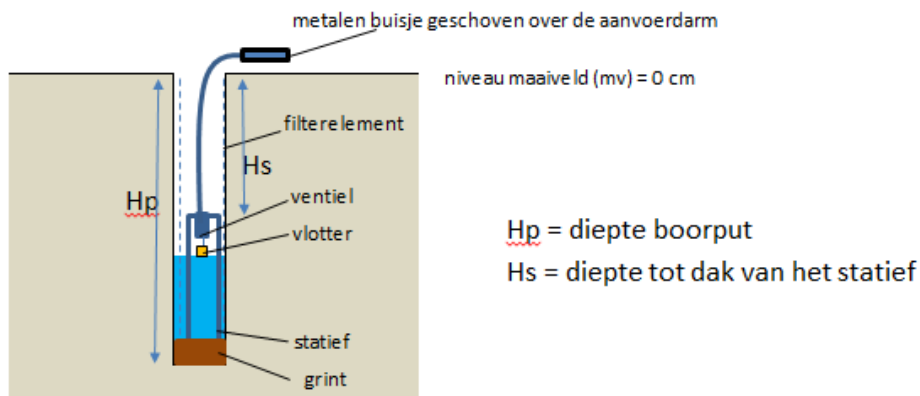 metalen buisje geschoven over de aanvoerdarm
niveau maaiveld (mv) = 0 cm
filterelement
Hs
Hp
ventiel
vlotter
Hp = diepte boorput
Hs = diepte tot dak van het statief
statief
grint